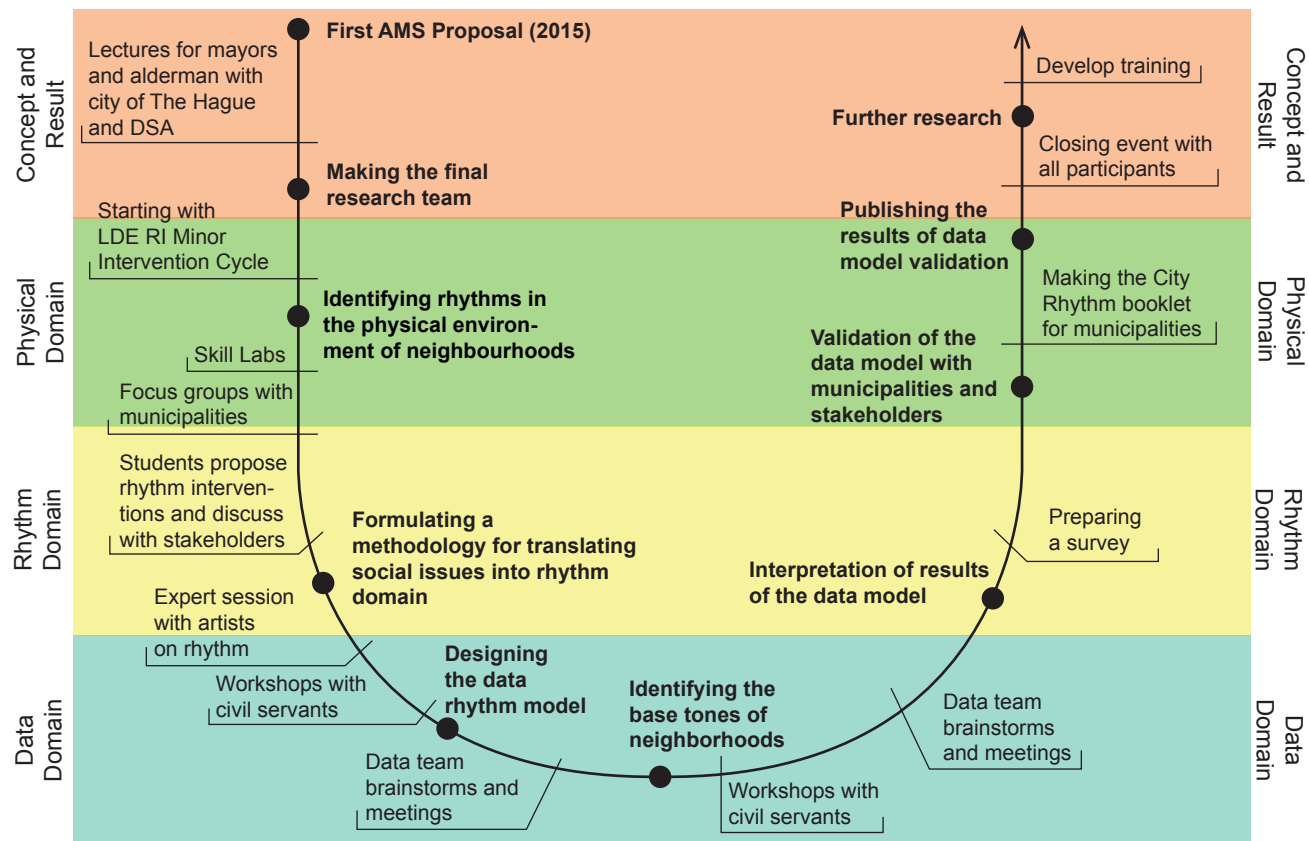 Concept and
Result
Physical
Domain
Rhythm
Domain
Data
Domain
First AMS Proposal (2015)
Lectures for mayors
and alderman with
city of The Hague
and DSA
Making the final
research team
Starting with
LDE RI Minor
Intervention Cycle
Identifying rhythms in
the physical environ-
ment of neighbourhoods
Skill Labs
Focus groups with
municipalities
Students propose
rhythm interven-
tions and discuss
with stakeholders
Formulating a
methodology for translating
social issues into rhythm
domain
Expert session
with artists
on rhythm
Workshops with
civil servants
Designing
the data
rhythm model
Data team
brainstorms and
meetings
Identifying the
base tones of
neighborhoods
Workshops with
civil servants
Data team
brainstorms
and meetings
Interpretation of results
of the data model
Preparing
a survey
Validation of the
data model with
municipalities and
stakeholders
Making the City
Rhythm booklet
for municipalities
Publishing the
results of data
model validation
Closing event with
all participants
Further research
Develop training
Concept and
Result
Physical
Domain
Rhythm
Domain
Data
Domain